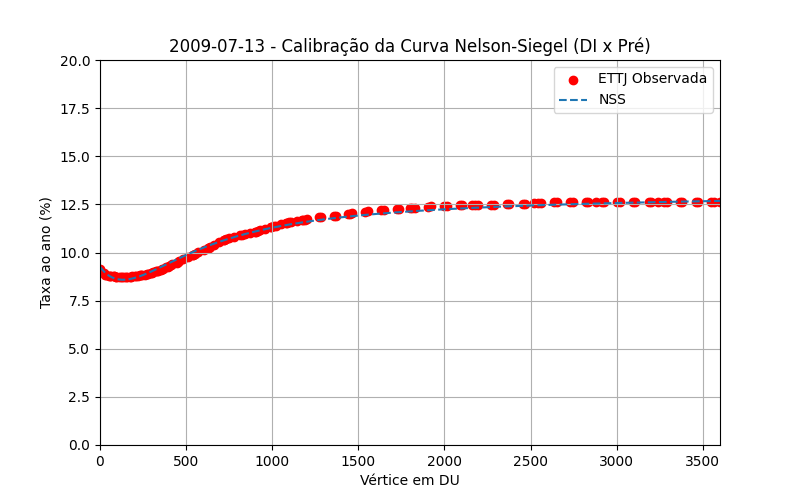 2009-07-13 - Calibração da Curva Nelson-Siegel (DI x Pré)
ETTJ Observada
NSS
Taxa ao ano (%)
20.0
17.5
15.0
12.5
10.0
7.5
5.0
2.5
0.0
0 500 1000 1500 2000 2500 3000 3500
Vértice em DU